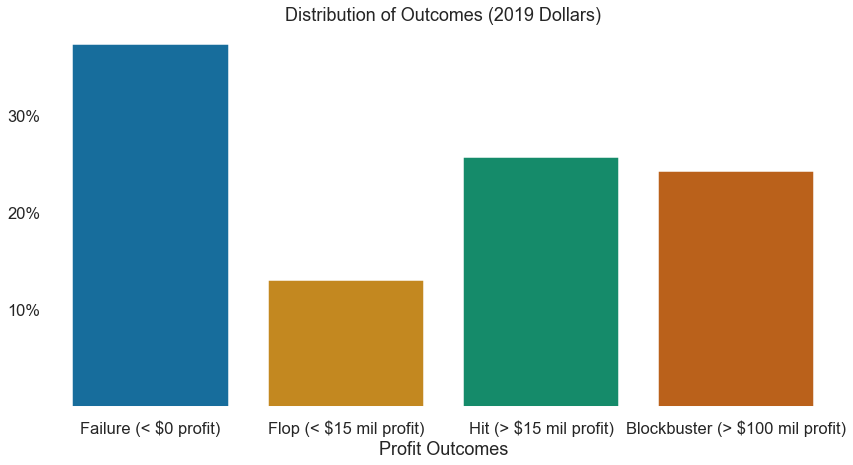 Distribution of Outcomes (2019 Dollars)
30%
20%
10%
Failure (< $0 profit)
Flop (< $15 mil profit)
Hit (> $15 mil profit)
Blockbuster (> $100 mil profit)
Profit Outcomes